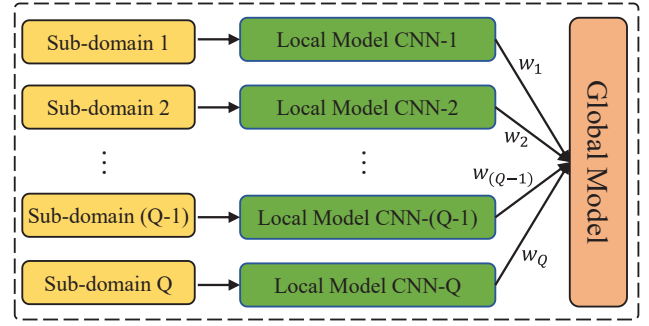 Sub-domain 1
Local Model CNN-1
w₁
Sub-domain 2
Local Model CNN-2
w₂
⋮
⋮
w₍Q₋₁₎
Sub-domain (Q-1)
Local Model CNN-(Q-1)
Sub-domain Q
Local Model CNN-Q
w_Q
Global Model